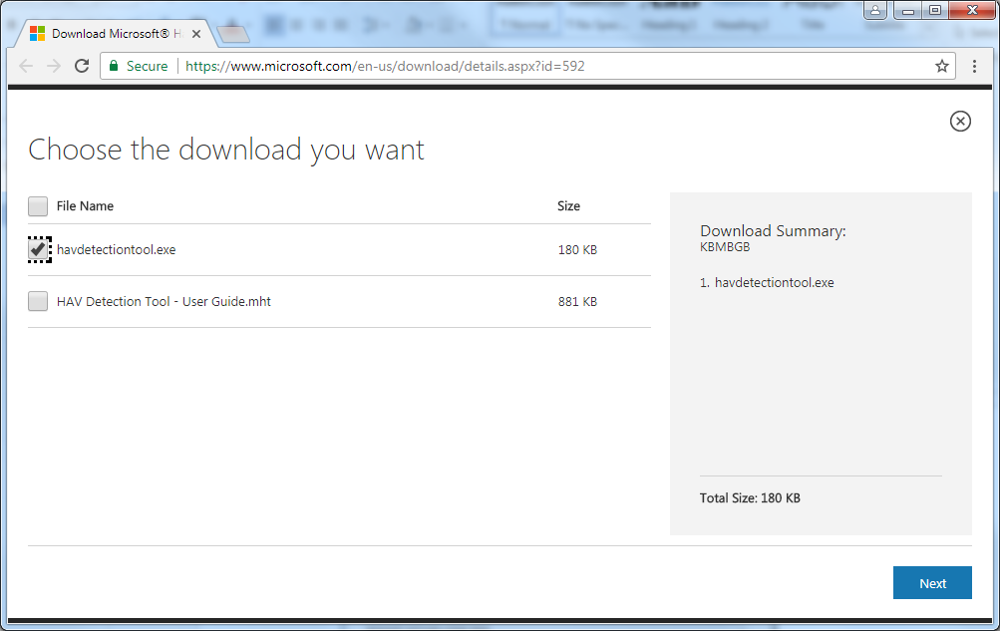 Download Microsoft® H
Secure
https://www.microsoft.com/en-us/download/details.aspx?id=592
Choose the download you want
File Name Size
havdetectiontool.exe 180 KB
HAV Detection Tool - User Guide.mht 881 KB
Download Summary:
KBMBGB
1. havdetectiontool.exe
Total Size: 180 KB
Next